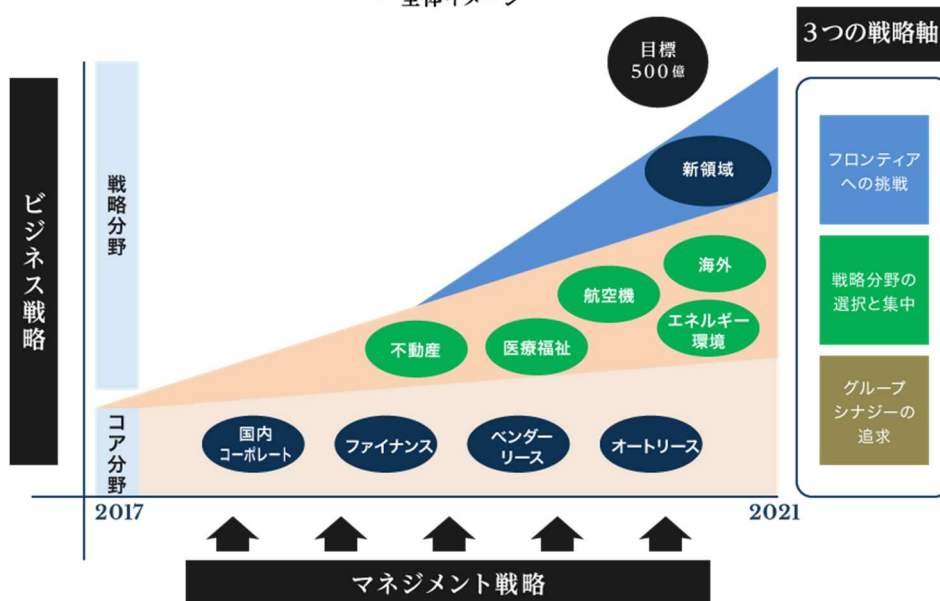 全体イメージ
目標
500億
3つの戦略軸
ビジネス戦略
戦略分野
コア分野
新領域
海外
航空機
エネルギー
環境
不動産
医療福祉
国内
コーポレート
ファイナンス
ベンダー
リース
オートリース
フロンティア
への挑戦
戦略分野の
選択と集中
グループ
シナジーの
追求
2017
2021
マネジメント戦略